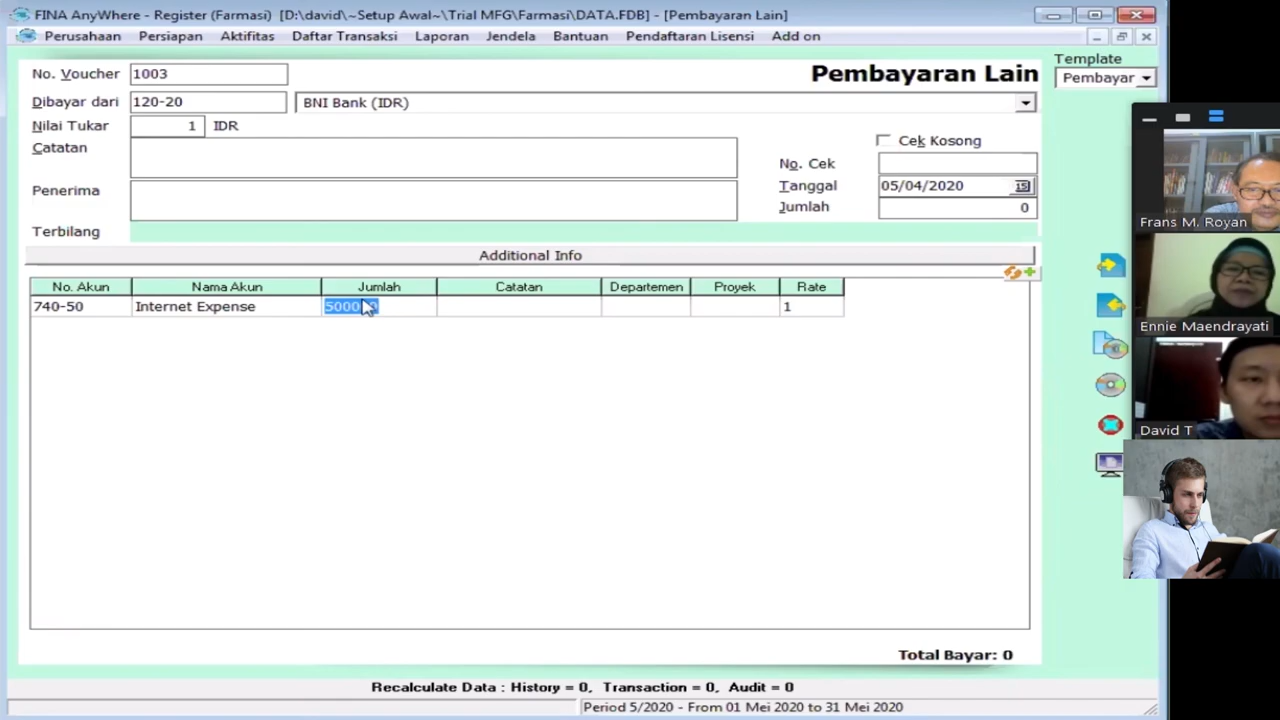 FINA AnyWhere - Register (Farmasi) [D:\david\~Setup Awal~\Trial MFG\Farmasi\DATA.FDB] - [Pembayaran Lain]
Perusahaan Persiapan Aktifitas Daftar Transaksi Laporan Jendela Bantuan Pendaftaran Lisensi Add on
Template
Pembayar
No. Voucher 1003
Pembayaran Lain
Dibayar dari 120-20 BNI Bank (IDR)
Nilai Tukar 1 IDR
Catatan
Cek Kosong
No. Cek
Penerima
Tanggal 05/04/2020
Jumlah 0
Terbilang
Additional Info
No. Akun Nama Akun Jumlah Catatan Departemen Proyek Rate
740-50 Internet Expense 1
Total Bayar: 0
Recalculate Data : History = 0, Transaction = 0, Audit = 0
Period 5/2020 - From 01 Mei 2020 to 31 Mei 2020
Frans M. Royan
Ennie Maendrayati
David T